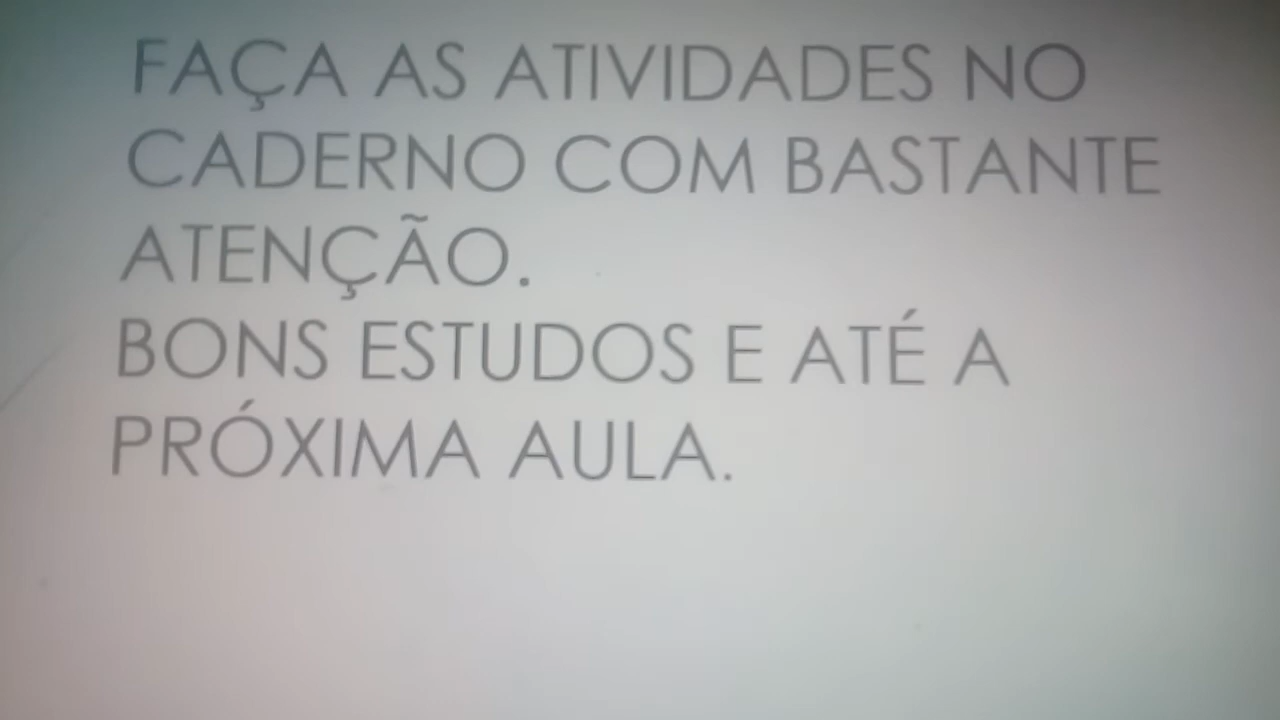 FAÇA AS ATIVIDADES NO
CADERNO COM BASTANTE
ATENÇÃO.
BONS ESTUDOS E ATÉ A
PRÓXIMA AULA.